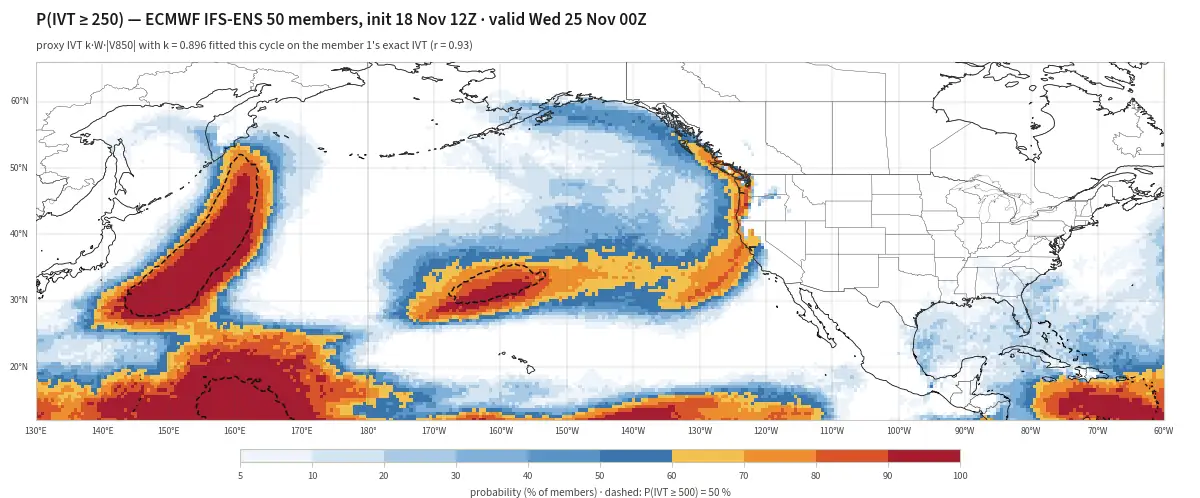 P(IVT ≥ 250) — ECMWF IFS-ENS 50 members, init 18 Nov 12Z · valid Wed 25 Nov 00Z
proxy IVT k·W·|V850| with k = 0.896 fitted this cycle on the member 1's exact IVT (r = 0.93)
60°N
50°N
40°N
30°N
20°N
130°E 140°E 150°E 160°E 170°E 180° 170°W 160°W 150°W 140°W 130°W 120°W 110°W 100°W 90°W 80°W 70°W 60°W
5 10 20 30 40 50 60 70 80 90 100
probability (% of members) · dashed: P(IVT ≥ 500) = 50 %